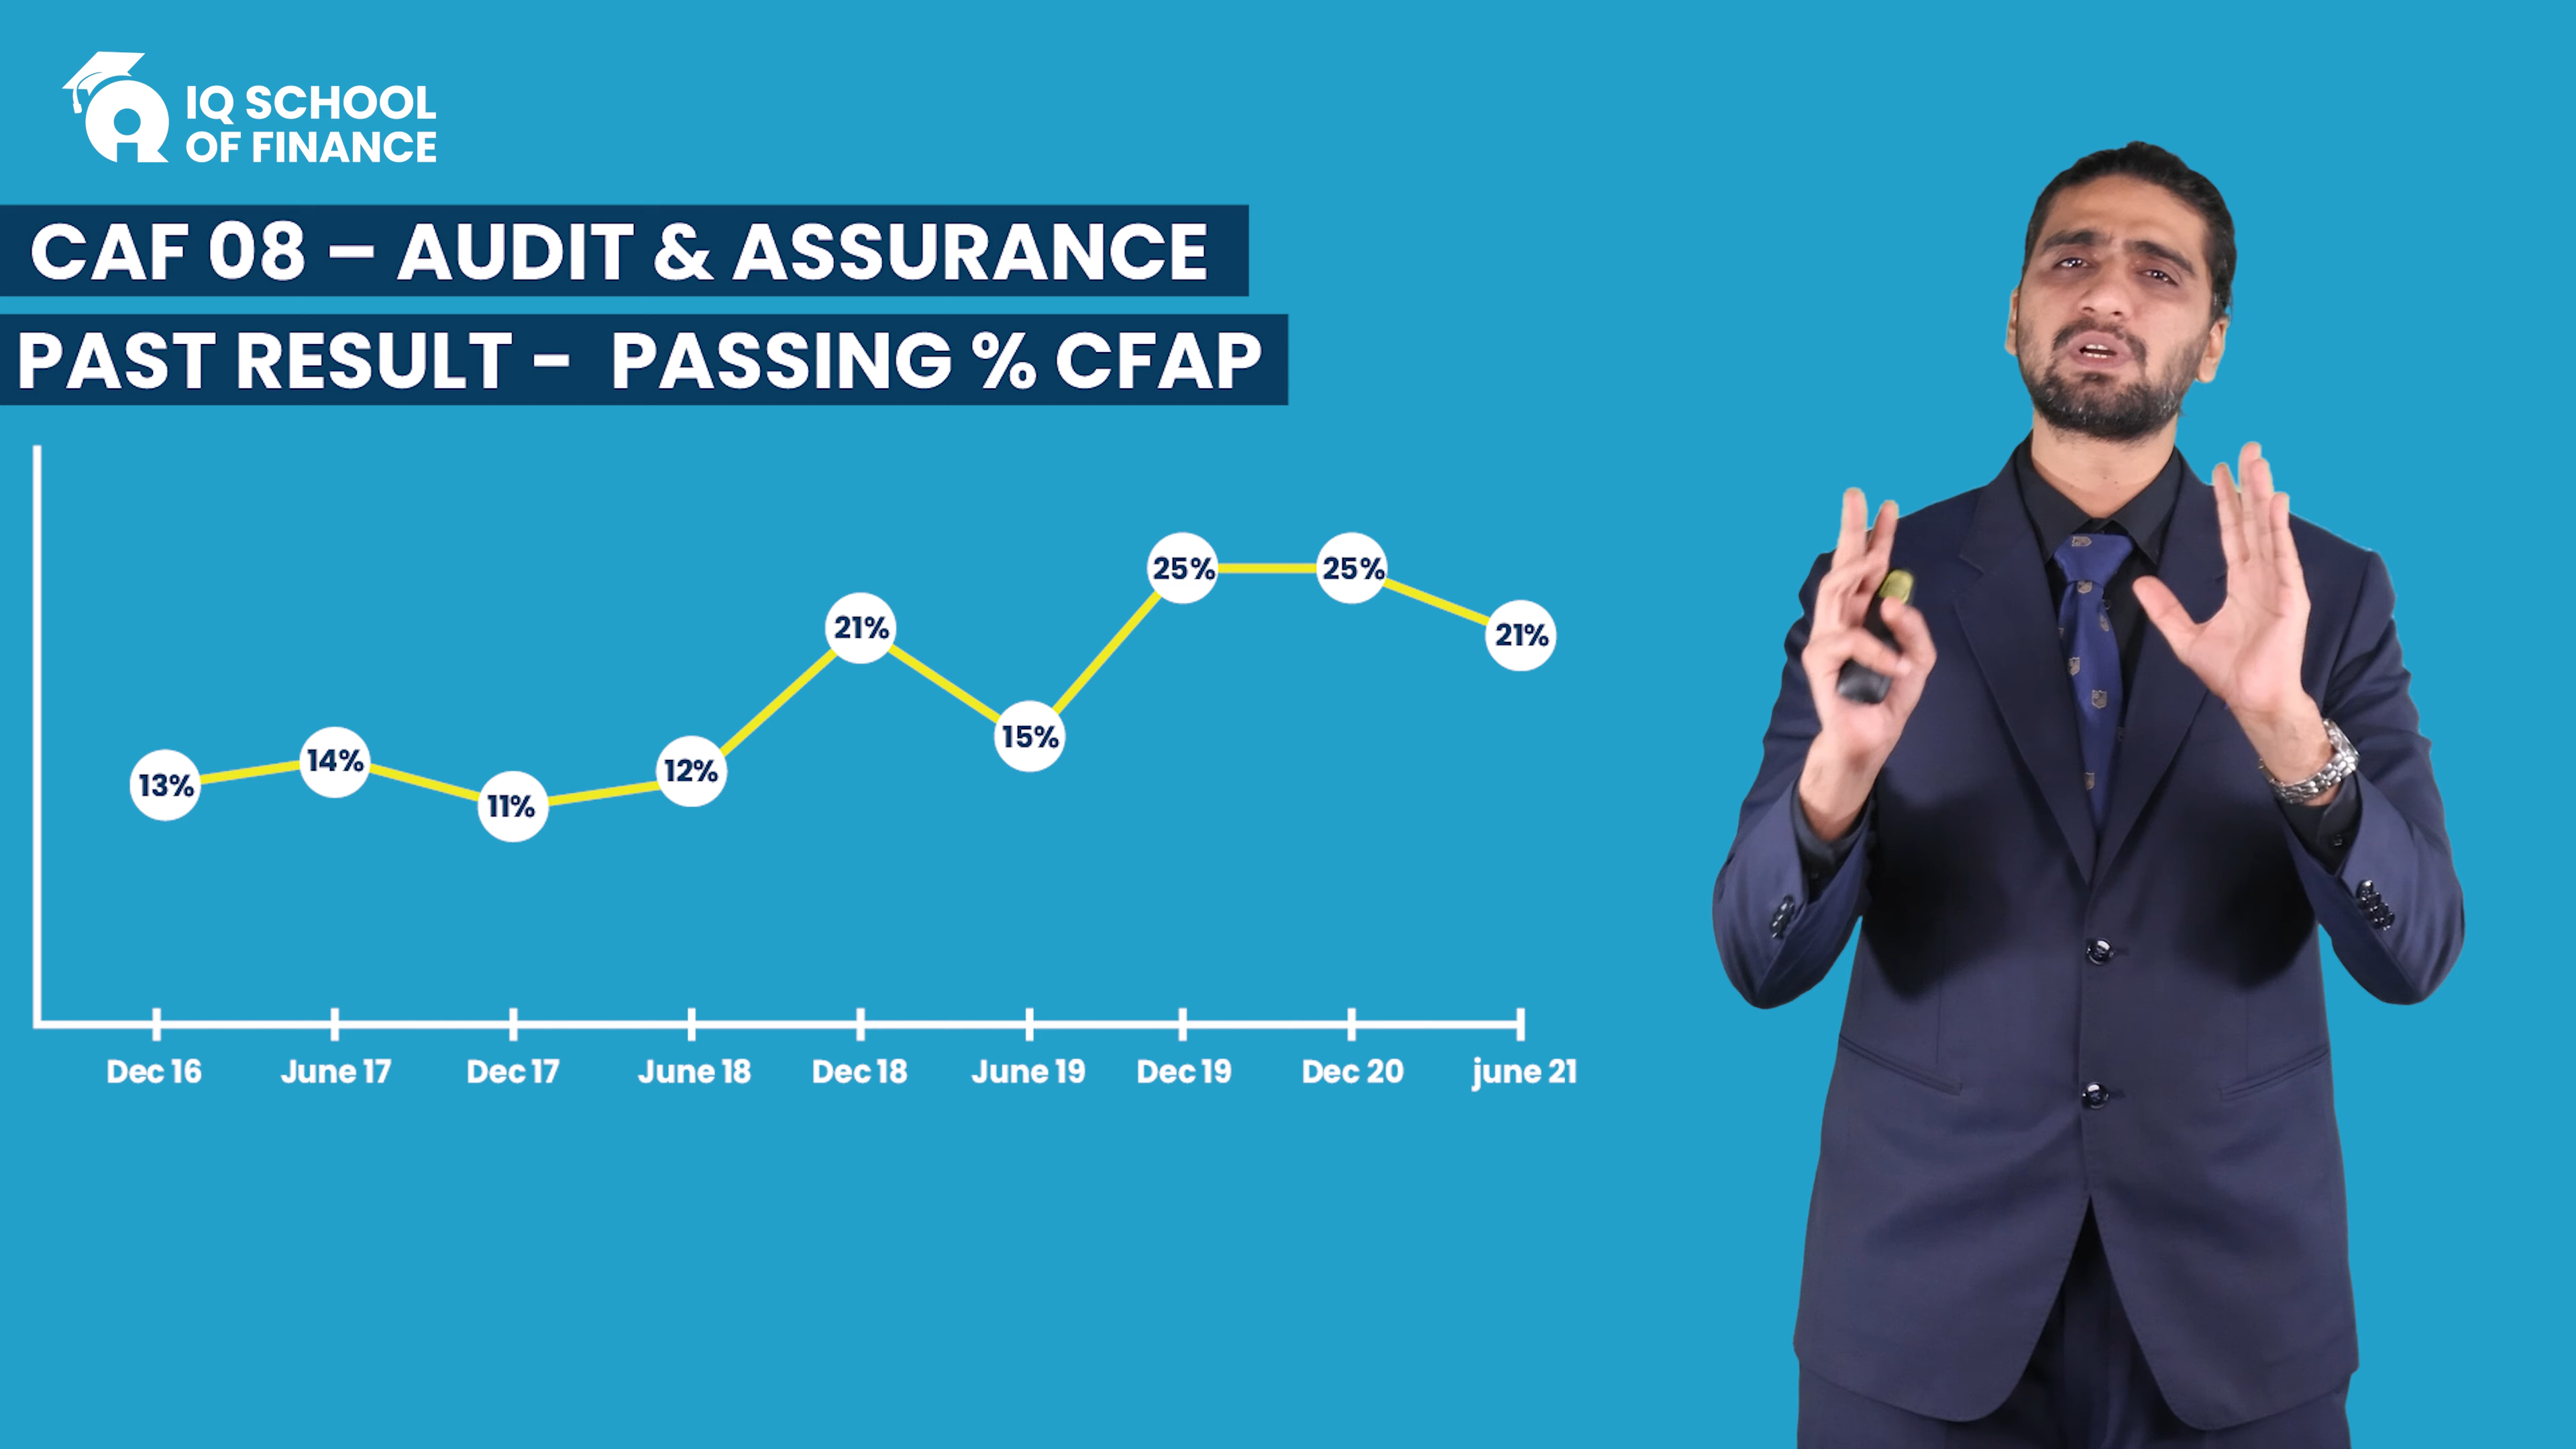 IQ SCHOOL
OF FINANCE
CAF 08 – AUDIT & ASSURANCE
PAST RESULT - PASSING % CFAP
13%
14%
11%
12%
21%
15%
25%
25%
21%
Dec 16
June 17
Dec 17
June 18
Dec 18
June 19
Dec 19
Dec 20
june 21